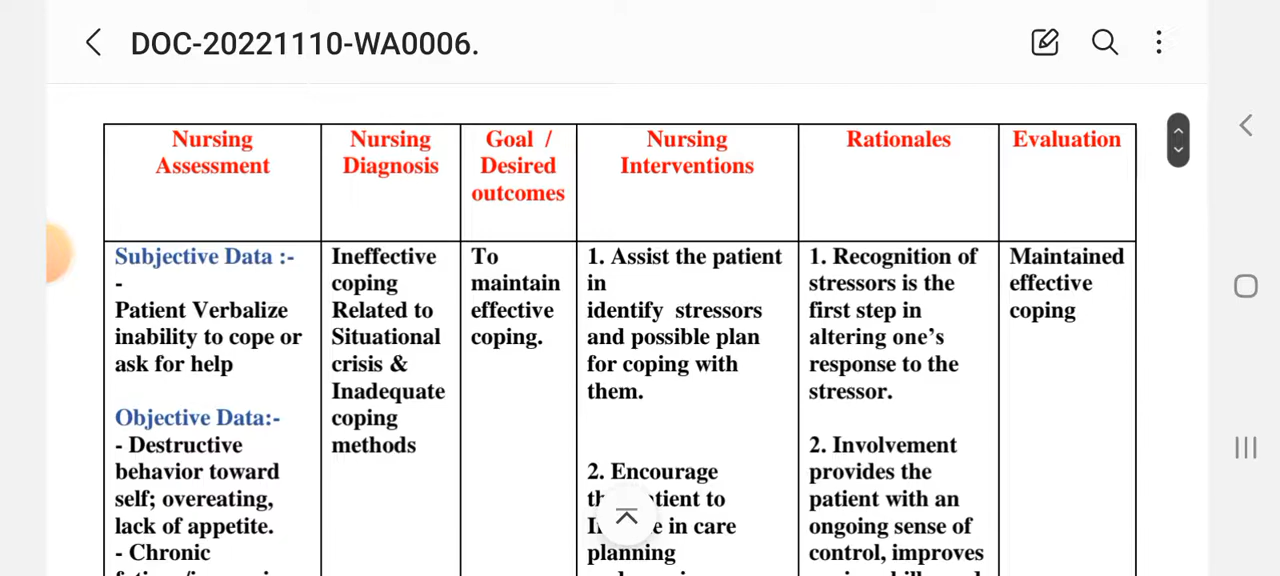 DOC-20221110-WA0006.
Nursing Assessment
Nursing Diagnosis
Goal / Desired outcomes
Nursing Interventions
Rationales
Evaluation
Subjective Data :-
-
Patient Verbalize
inability to cope or
ask for help
Objective Data:-
- Destructive
behavior toward
self; overeating,
lack of appetite.
- Chronic
Ineffective
coping
Related to
Situational
crisis &
Inadequate
coping
methods
To
maintain
effective
coping.
1. Assist the patient
in
identify stressors
and possible plan
for coping with
them.
2. Encourage
to
in care
planning
1. Recognition of
stressors is the
first step in
altering one’s
response to the
stressor.
2. Involvement
provides the
patient with an
ongoing sense of
control, improves
Maintained
effective
coping